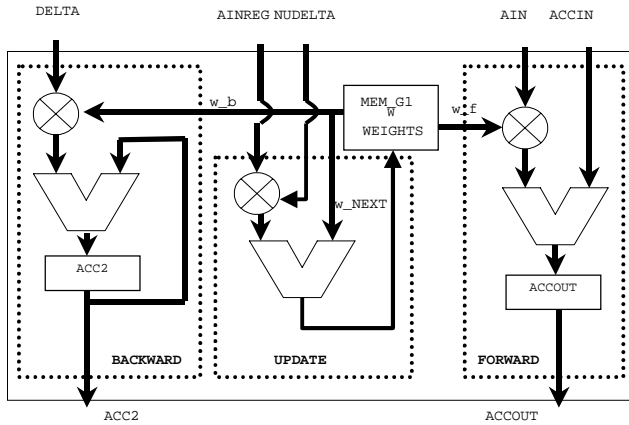 DELTA
AINREG NUDELTA
AIN ACCIN
w_b
MEM_G1
W
WEIGHTS
w_f
w_NEXT
ACC2
ACCOUT
BACKWARD
UPDATE
FORWARD
ACC2
ACCOUT